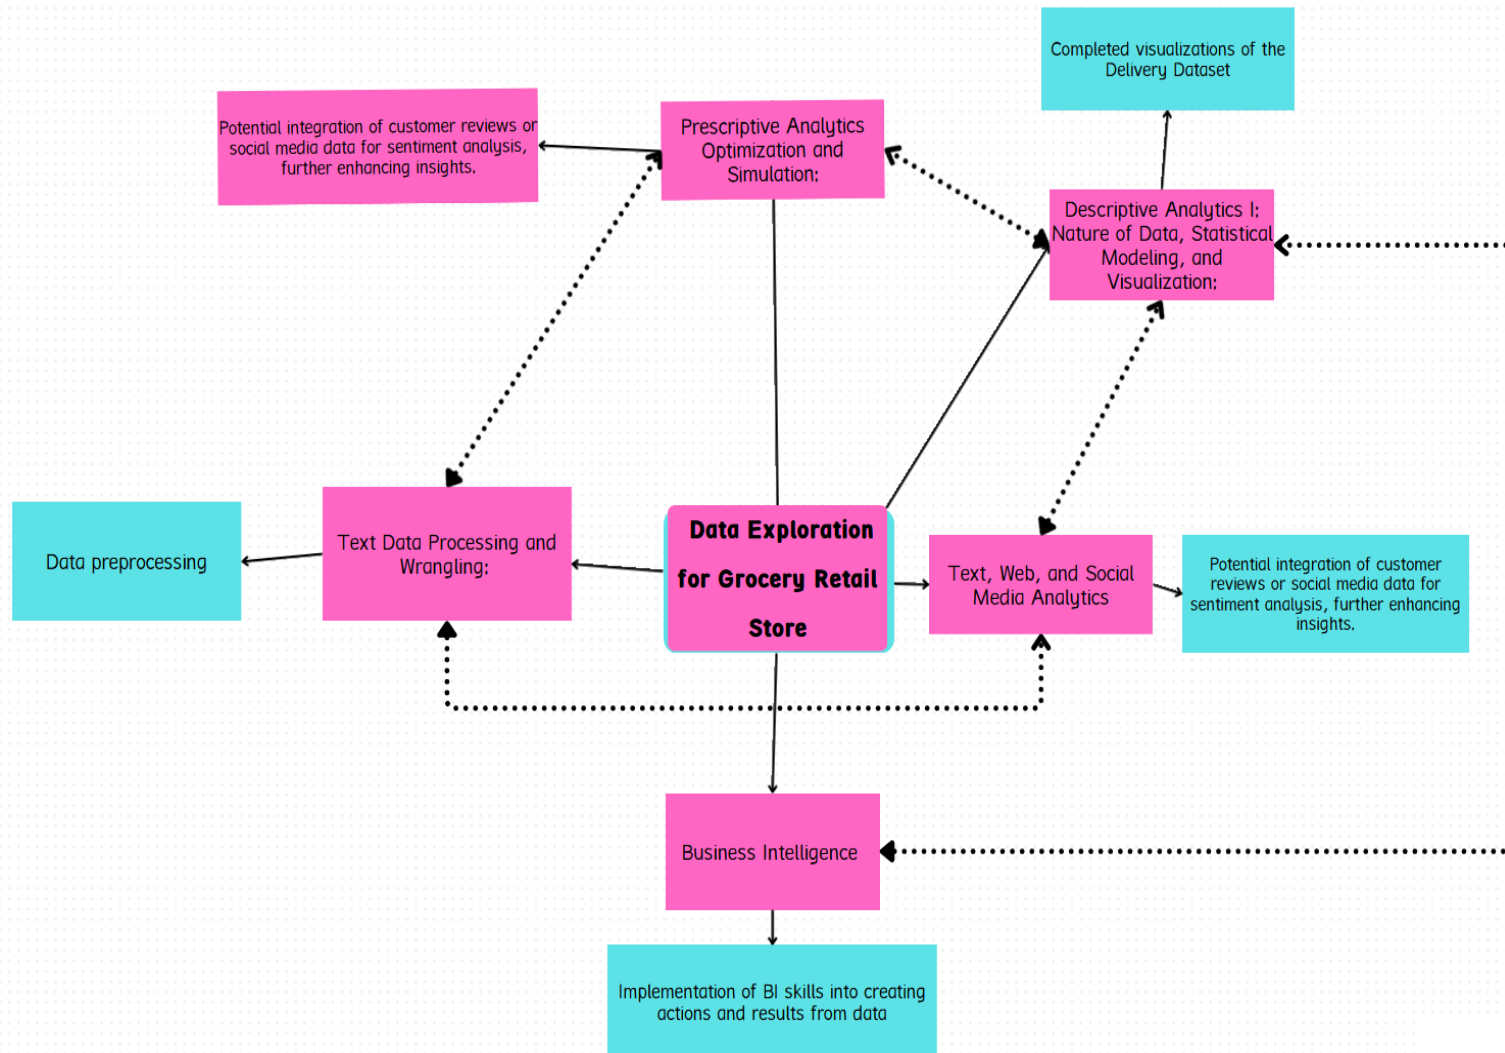 Completed visualizations of the
Delivery Dataset
Potential integration of customer reviews or
social media data for sentiment analysis,
further enhancing insights.
Prescriptive Analytics
Optimization and
Simulation:
Descriptive Analytics I:
Nature of Data, Statistical
Modeling, and
Visualization:
Data preprocessing
Text Data Processing and
Wrangling:
Data Exploration
for Grocery Retail
Store
Text, Web, and Social
Media Analytics
Potential integration of customer
reviews or social media data for
sentiment analysis, further enhancing
insights.
Business Intelligence
Implementation of BI skills into creating
actions and results from data